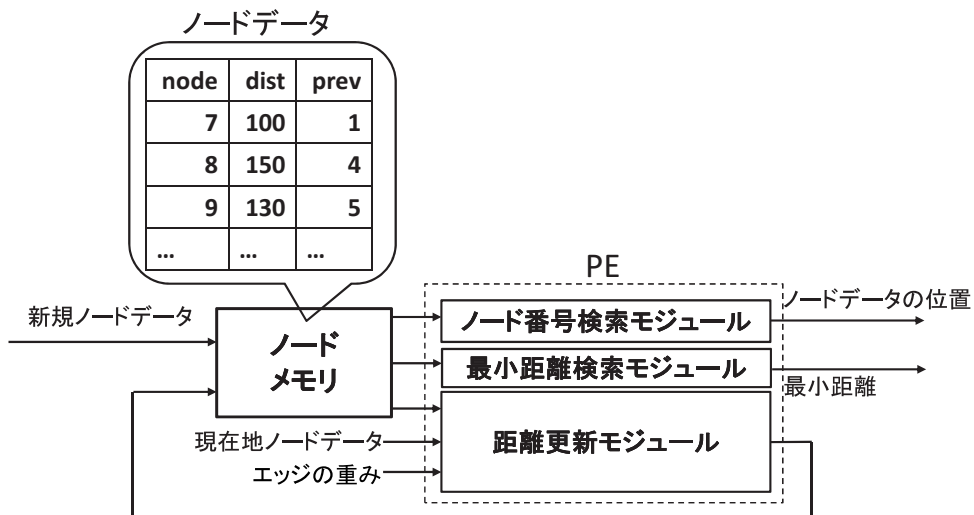 ノードデータ
node dist prev
7 100 1
8 150 4
9 130 5
... ... ...
PE
新規ノードデータ
ノード
メモリ
ノード番号検索モジュール
ノードデータの位置
最小距離検索モジュール
最小距離
現在地ノードデータ
エッジの重み
距離更新モジュール